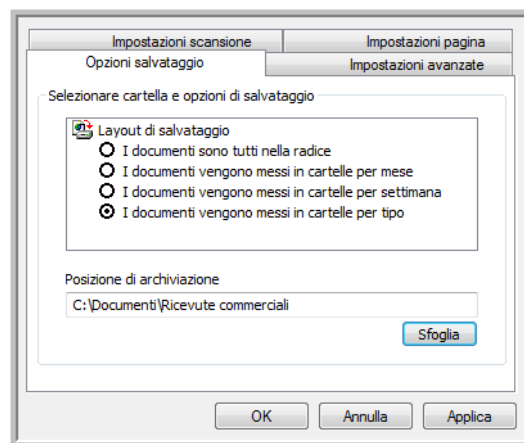 Impostazioni scansione
Impostazioni pagina
Opzioni salvataggio
Impostazioni avanzate
Selezionare cartella e opzioni di salvataggio
Layout di salvataggio
I documenti sono tutti nella radice
I documenti vengono messi in cartelle per mese
I documenti vengono messi in cartelle per settimana
I documenti vengono messi in cartelle per tipo
Posizione di archiviazione
C:\Documenti\Ricevute commerciali
Sfoglia
OK
Annulla
Applica